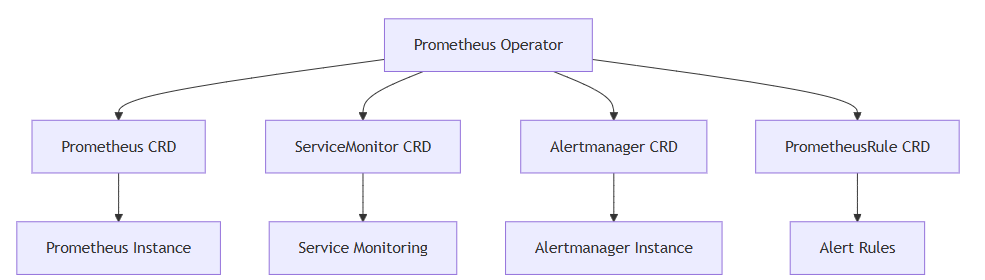 Prometheus Operator
Prometheus CRD
ServiceMonitor CRD
Alertmanager CRD
PrometheusRule CRD
Prometheus Instance
Service Monitoring
Alertmanager Instance
Alert Rules